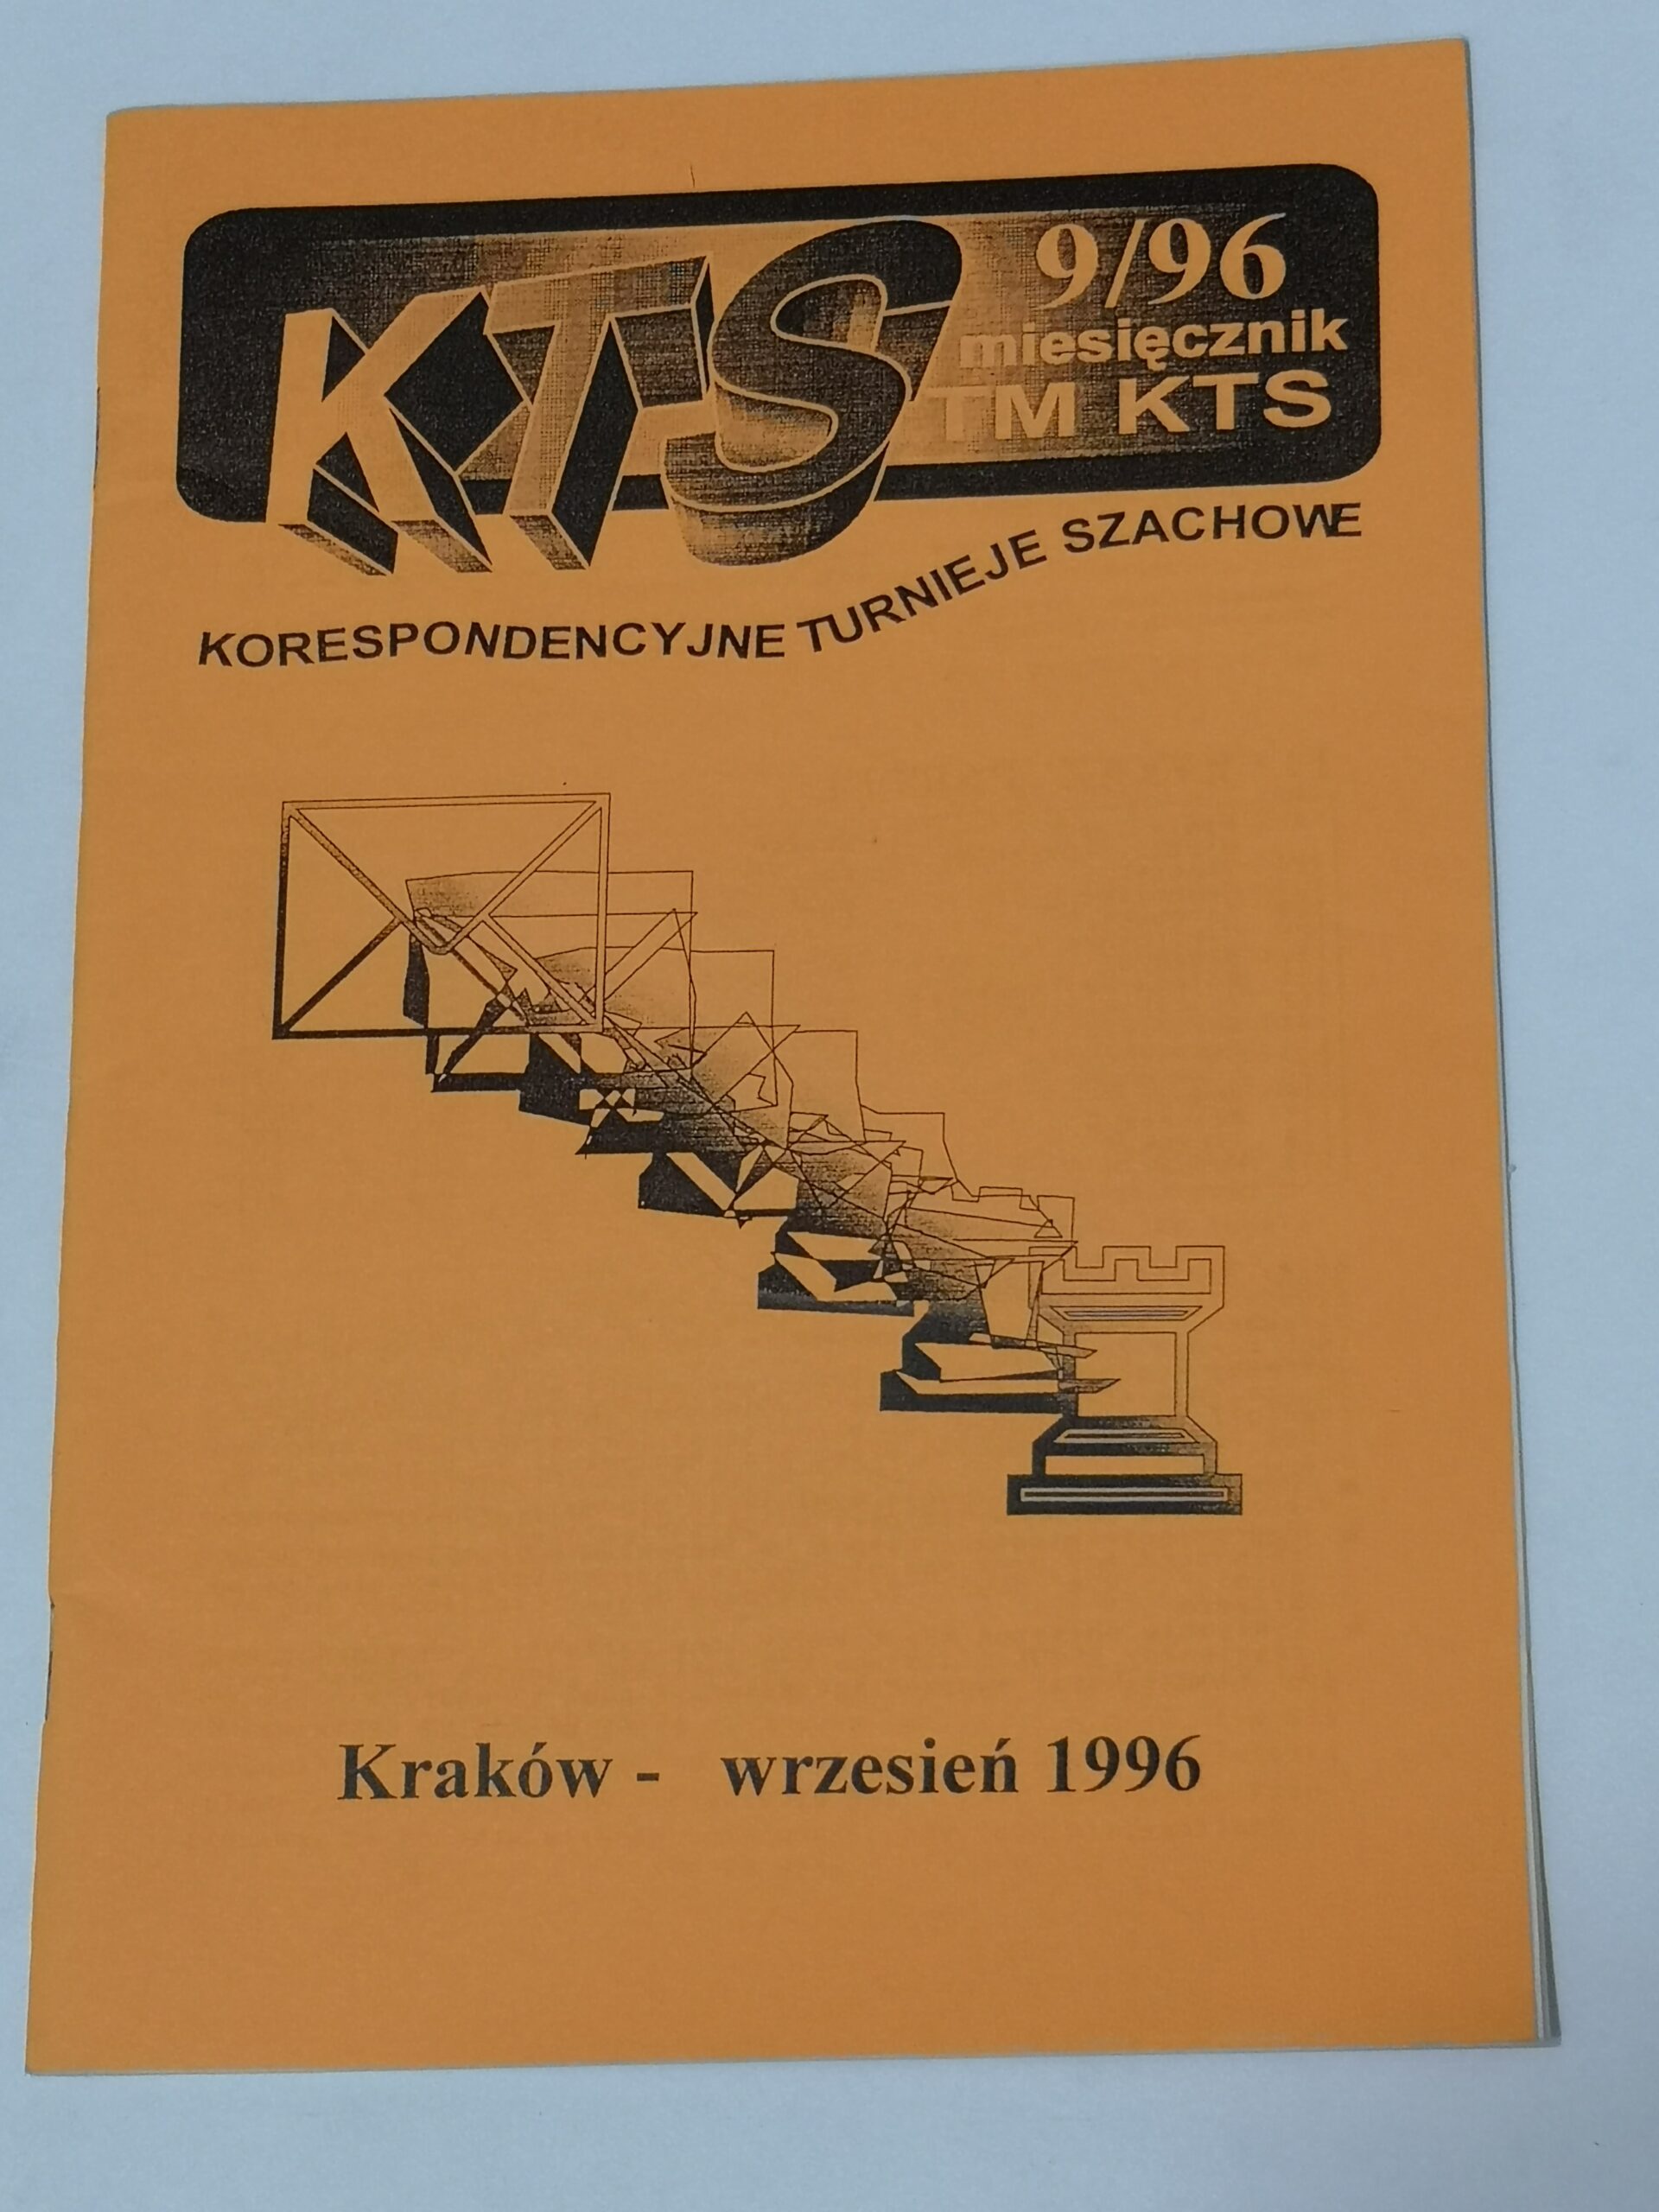 KTS
9/96
miesięcznik
TM KTS
KORESPONDENCYJNE TURNIEJE SZACHOWE
Kraków - wrzesień 1996